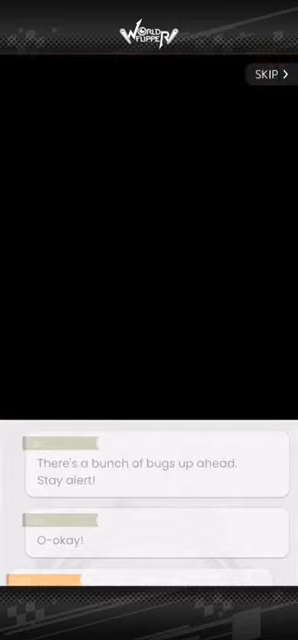 WORLD
FLIPPER
SKIP
There's a bunch of bugs up ahead.
Stay alert!
O-okay!